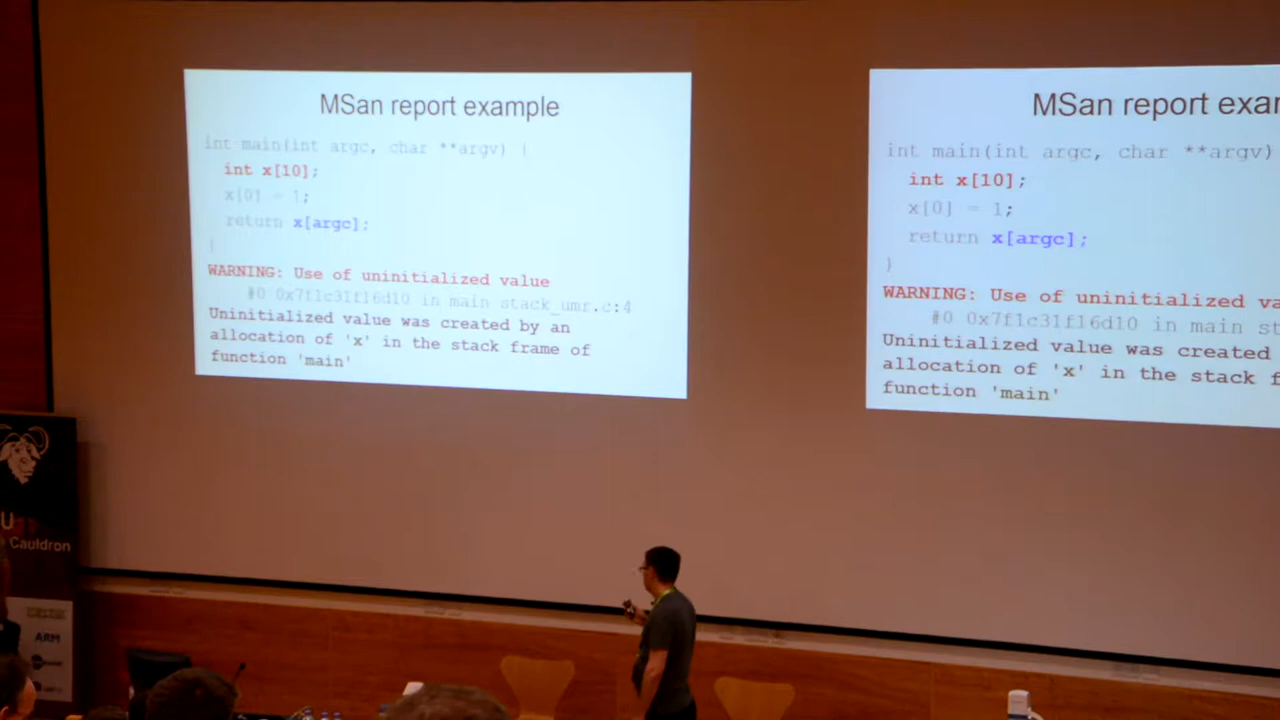 MSan report example
int main(int argc, char **argv) {
int x[10];
x[0] = 1;
return x[argc];
}
WARNING: Use of uninitialized value
#0 0x7f1c31f16d10 in main stack_umr.c:4
Uninitialized value was created by an
allocation of 'x' in the stack frame of
function 'main'
MSan report exam
int main(int argc, char **argv)
int x[10];
x[0] = 1;
return x[argc];
}
WARNING: Use of uninitialized va
#0 0x7f1c31f16d10 in main st
Uninitialized value was created
allocation of 'x' in the stack f
function 'main'
U
Cauldron
ARM